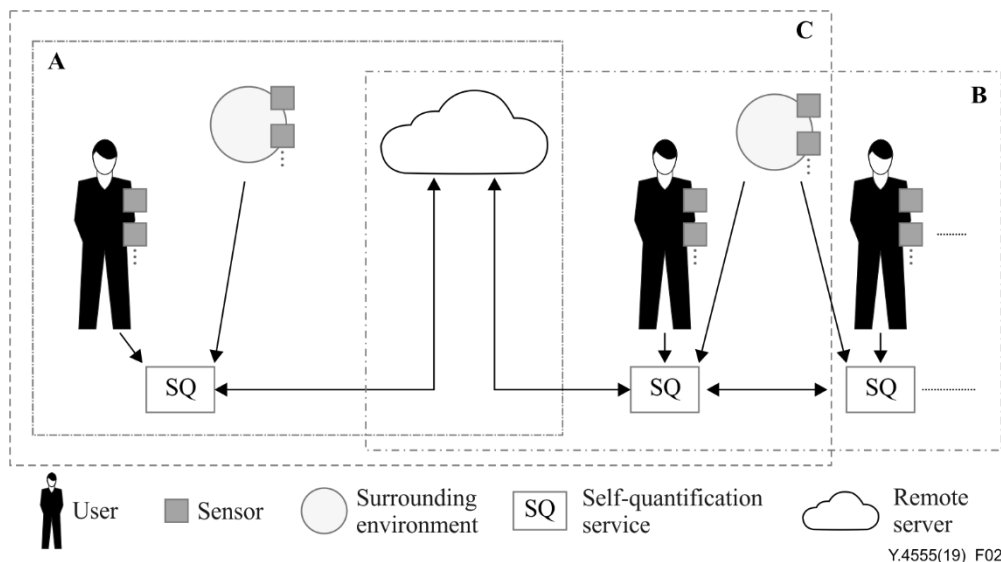 C
A
B
SQ
SQ
SQ
User
Sensor
Surrounding
environment
SQ
Self-quantification
service
Remote
server
Y.4555(19)_F02